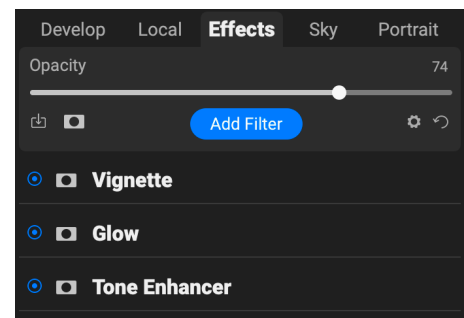 Develop Local Effects Sky Portrait
Opacity 74
Add Filter
Vignette
Glow
Tone Enhancer